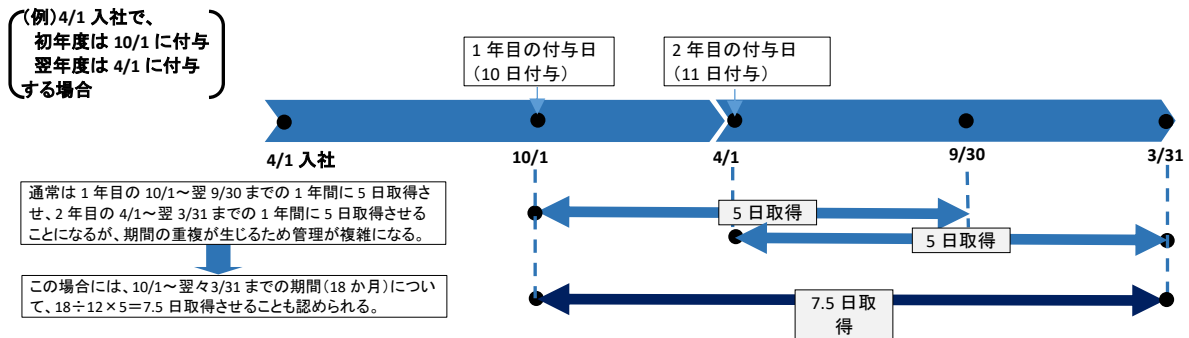 (例)4/1 入社で、
初年度は 10/1 に付与
翌年度は 4/1 に付与
する場合
1 年目の付与日
(10 日付与)
2 年目の付与日
(11 日付与)
4/1 入社
10/1
4/1
9/30
3/31
通常は 1 年目の 10/1～翌 9/30 までの 1 年間に 5 日取得さ
せ、2 年目の 4/1～翌 3/31 までの 1 年間に 5 日取得させる
ことになるが、期間の重複が生じるため管理が複雑になる。
5 日取得
5 日取得
この場合には、10/1～翌々3/31 までの期間(18 か月)につい
て、18÷12×5=7.5 日取得させることも認められる。
7.5 日取
得